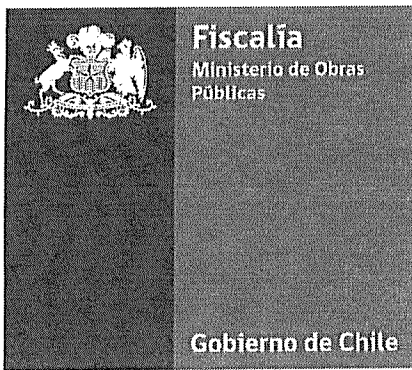 Fiscalía
Ministerio de Obras
Públicas
Gobierno de Chile